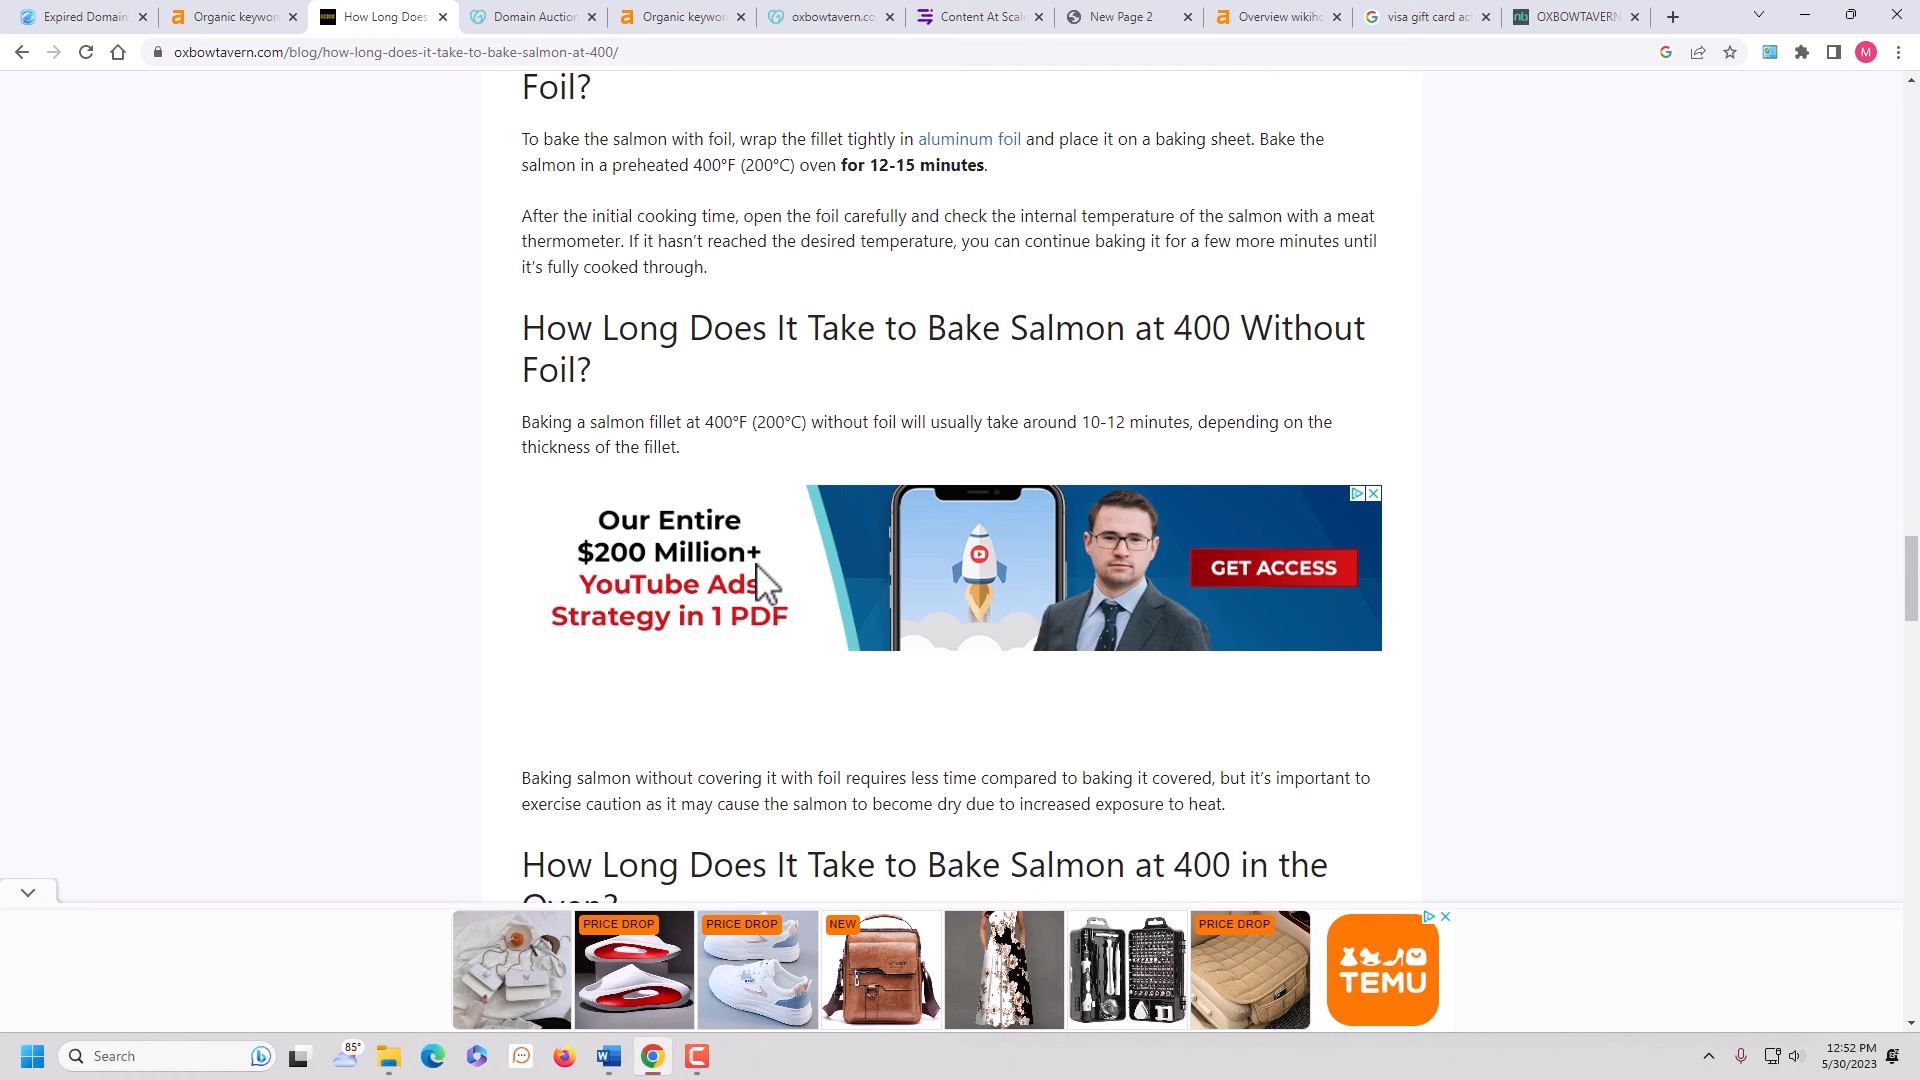 Expired Domain
Organic keywor
How Long Does
Domain Auction
Organic keywor
oxbowtavern.co
Content At Scal
New Page 2
Overview wikiho
visa gift card ac
OXBOWTAVERN
oxbowtavern.com/blog/how-long-does-it-take-to-bake-salmon-at-400/
M
Foil?
To bake the salmon with foil, wrap the fillet tightly in aluminum foil and place it on a baking sheet. Bake the
salmon in a preheated 400°F (200°C) oven for 12-15 minutes.
After the initial cooking time, open the foil carefully and check the internal temperature of the salmon with a meat
thermometer. If it hasn’t reached the desired temperature, you can continue baking it for a few more minutes until
it’s fully cooked through.
How Long Does It Take to Bake Salmon at 400 Without
Foil?
Baking a salmon fillet at 400°F (200°C) without foil will usually take around 10-12 minutes, depending on the
thickness of the fillet.
Our Entire
$200 Million+
YouTube Ads
Strategy in 1 PDF
GET ACCESS
Baking salmon without covering it with foil requires less time compared to baking it covered, but it’s important to
exercise caution as it may cause the salmon to become dry due to increased exposure to heat.
How Long Does It Take to Bake Salmon at 400 in the
Oven?
PRICE DROP
PRICE DROP
NEW
PRICE DROP
TEMU
Search
85°
12:52 PM
5/30/2023